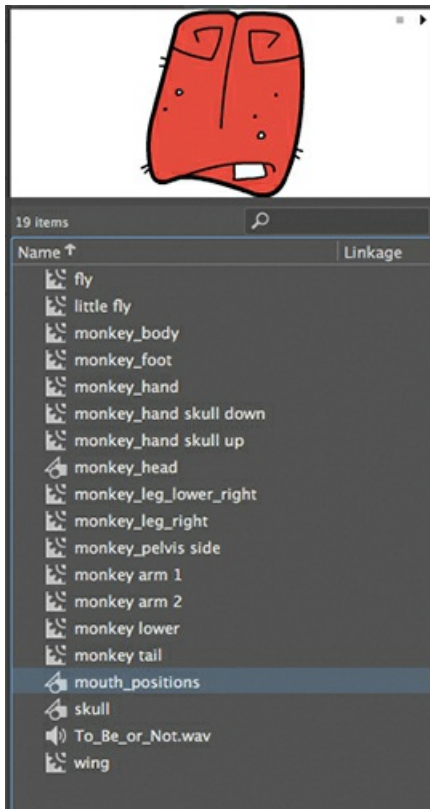 19 items
Name Linkage
fly
little fly
monkey_body
monkey_foot
monkey_hand
monkey_hand skull down
monkey_hand skull up
monkey_head
monkey_leg_lower_right
monkey_leg_right
monkey_pelvis side
monkey arm 1
monkey arm 2
monkey lower
monkey tail
mouth_positions
skull
To_Be_or_Not.wav
wing